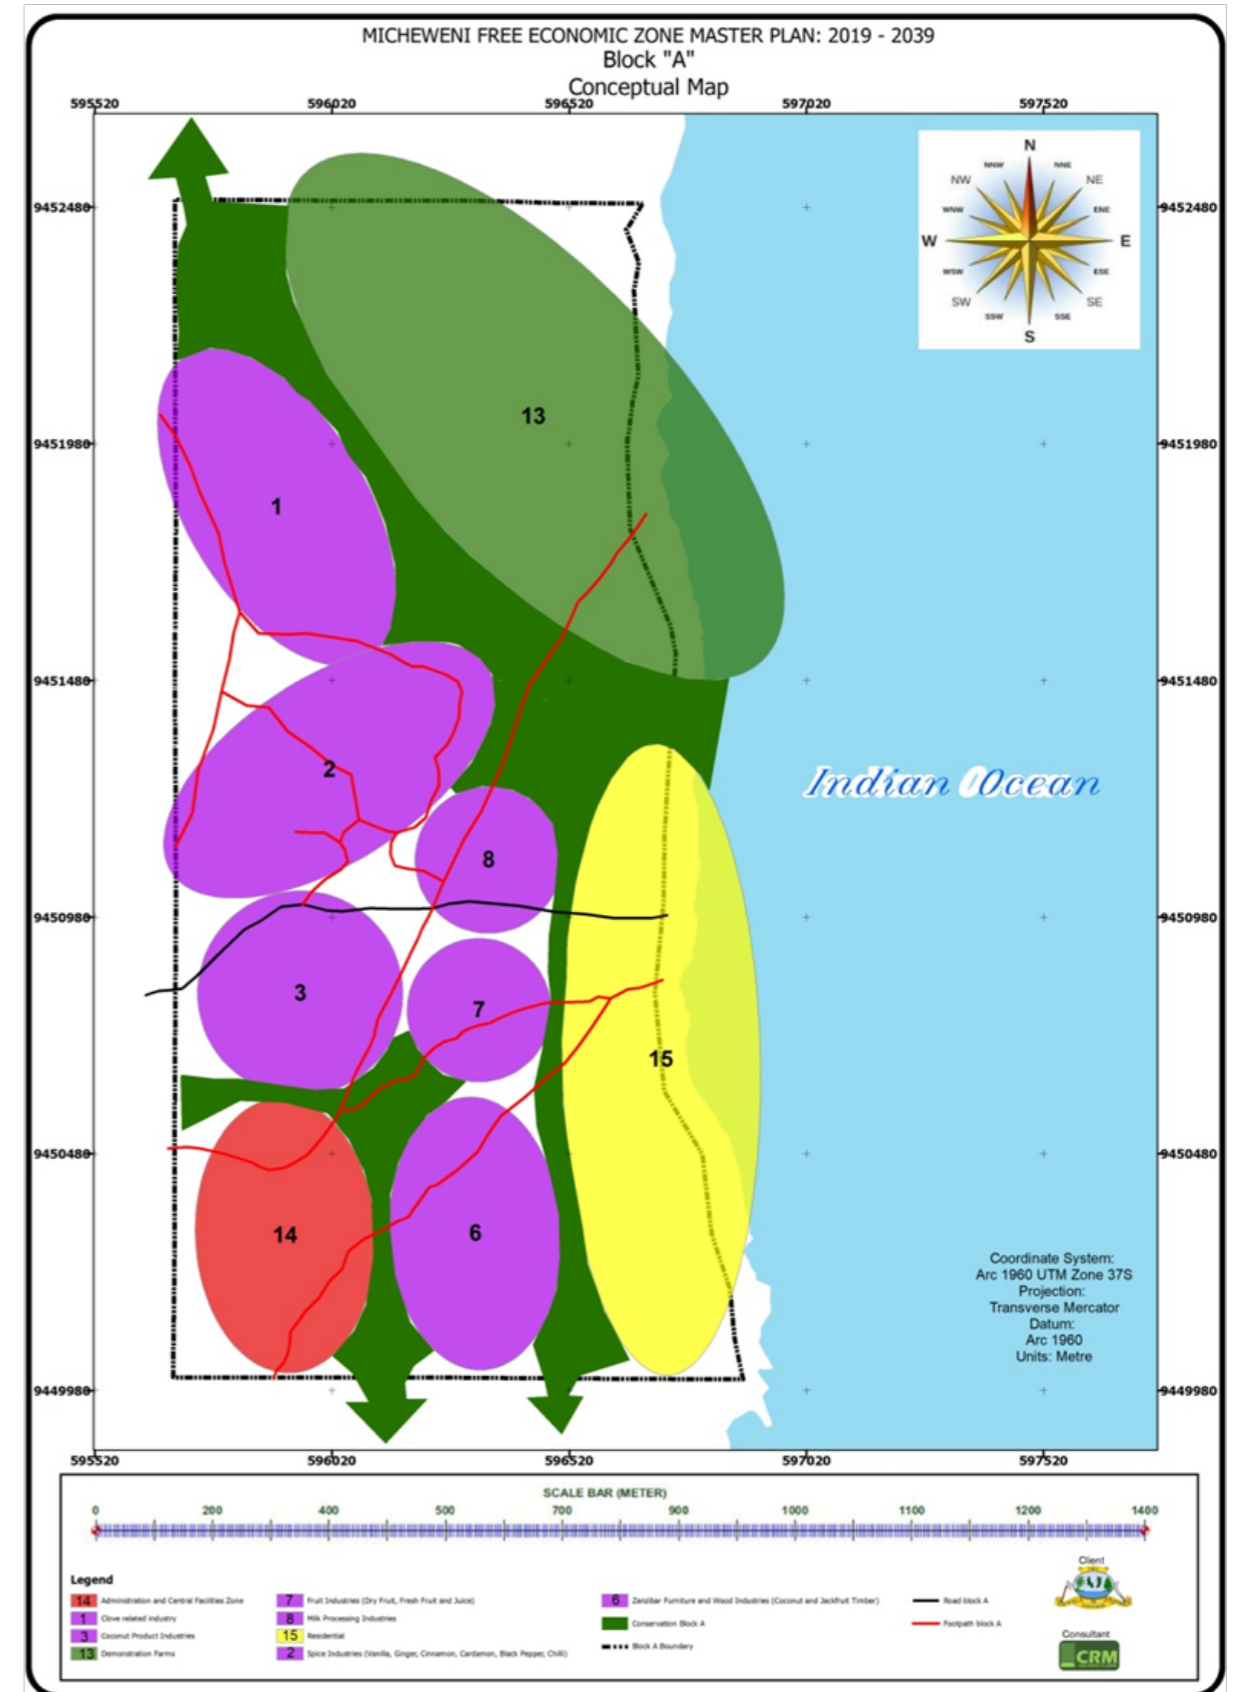 MICHEWENI FREE ECONOMIC ZONE MASTER PLAN: 2019 - 2039
Block "A"
Conceptual Map
595520 596020 596520 597020 597520
N
NNW NNE
NW NE
9452480 WNW ENE 9452480
W E
WSW ESE
SW SE
SSW SSE
S
13
9451980 9451980
1
9451480 9451480
2
Indian Ocean
8
9450980 9450980
3
7
15
9450480 9450480
14
6
Coordinate System:
Arc 1960 UTM Zone 37S
Projection:
Transverse Mercator
Datum:
Arc 1960
Units: Metre
9449980 9449980
595520 596020 596520 597020 597520
SCALE BAR (METER)
0 200 400 500 700 900 1000 1100 1200 1400
Legend
14 Administration and Central Facilities Zone
1 Clove related industry
3 Coconut Product Industries
13 Demonstration Farms
7 Fruit Industries (Dry Fruit, Fresh Fruit and Juice)
8 Milk Processing Industries
15 Residential
2 Spice Industries (Vanilla, Ginger, Cinnamon, Cardamon, Black Pepper, Chilli)
6 Zanzibar Furniture and Wood Industries (Coconut and Jackfruit Timber)
Conservation Block A
Block A Boundary
Road block A
Footpath block A
Client
Consultant
CRM